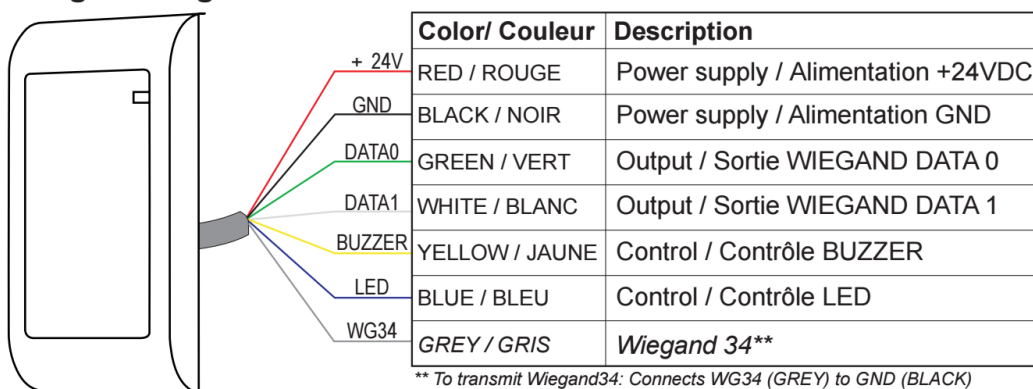 Color/ Couleur Description
+ 24V RED / ROUGE Power supply / Alimentation +24VDC
GND BLACK / NOIR Power supply / Alimentation GND
DATA0 GREEN / VERT Output / Sortie WIEGAND DATA 0
DATA1 WHITE / BLANC Output / Sortie WIEGAND DATA 1
BUZZER YELLOW / JAUNE Control / Contrôle BUZZER
LED BLUE / BLEU Control / Contrôle LED
WG34 GREY / GRIS Wiegand 34**
** To transmit Wiegand34: Connects WG34 (GREY) to GND (BLACK)